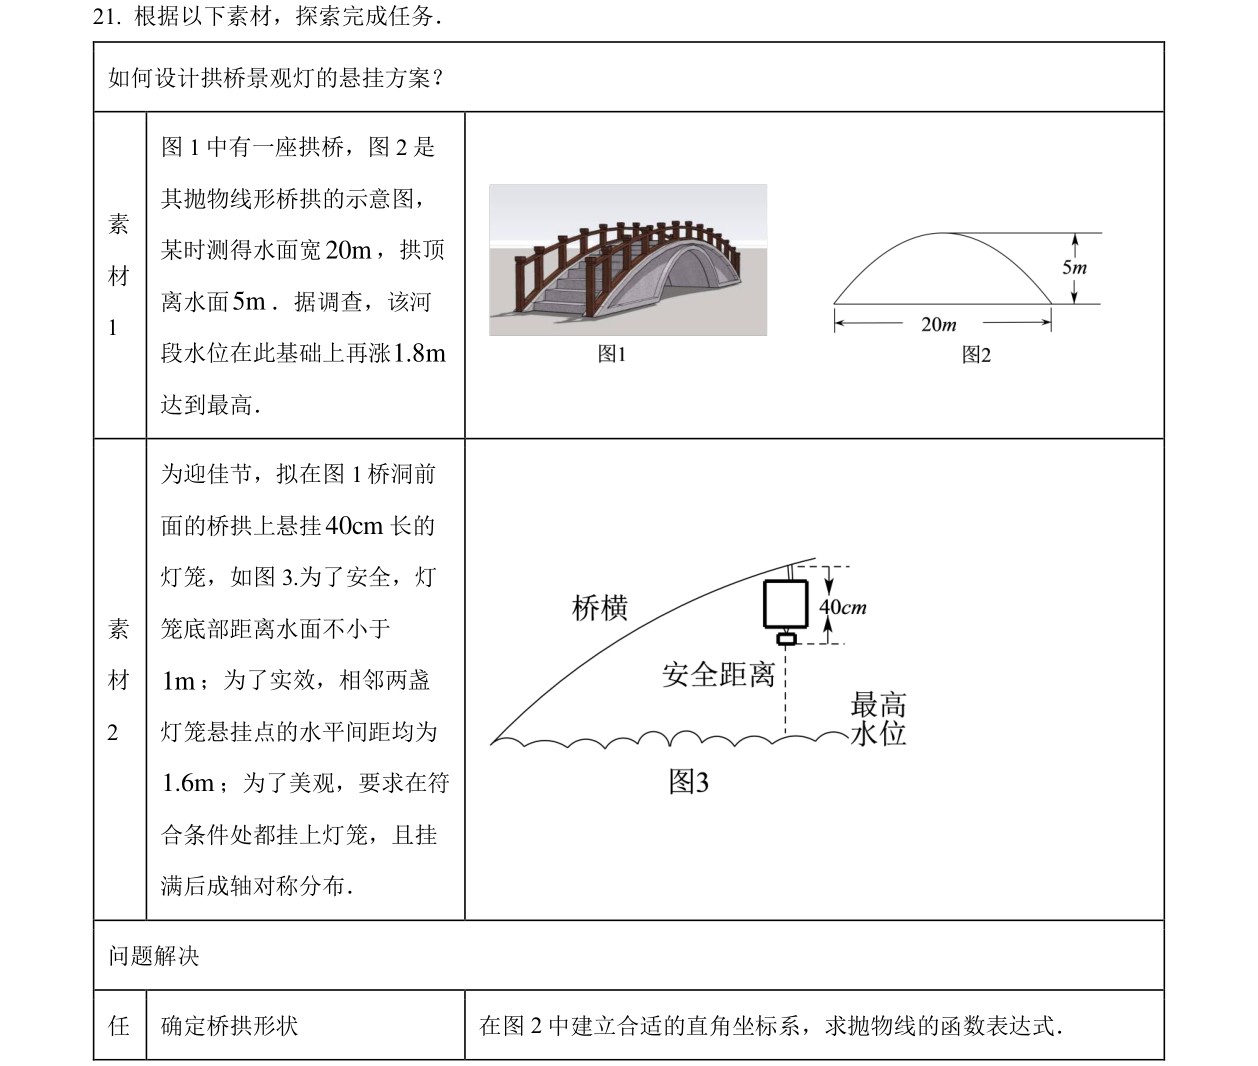 21. 根据以下素材，探索完成任务．
如何设计拱桥景观灯的悬挂方案？
素
材
1
图 1 中有一座拱桥，图 2 是
其抛物线形桥拱的示意图，
某时测得水面宽 20m ，拱顶
离水面 5m ．据调查，该河
段水位在此基础上再涨 1.8m
达到最高．
5m
20m
图1
图2
素
材
2
为迎佳节，拟在图 1 桥洞前
面的桥拱上悬挂 40cm 长的
灯笼，如图 3.为了安全，灯
笼底部距离水面不小于
1m ；为了实效，相邻两盏
灯笼悬挂点的水平间距均为
1.6m ；为了美观，要求在符
合条件处都挂上灯笼，且挂
满后成轴对称分布．
桥横
40cm
安全距离
最高
水位
图3
问题解决
任
确定桥拱形状
在图 2 中建立合适的直角坐标系，求抛物线的函数表达式．